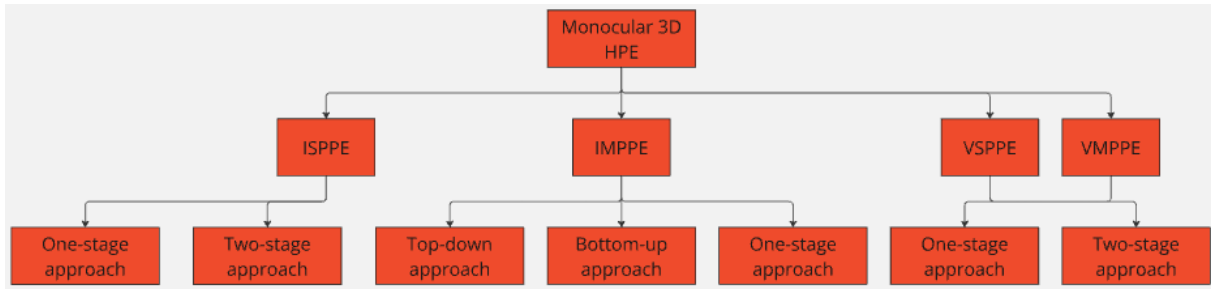 Monocular 3D
HPE
ISPPE
IMPPE
VSPPE
VMPPE
One-stage
approach
Two-stage
approach
Top-down
approach
Bottom-up
approach
One-stage
approach
One-stage
approach
Two-stage
approach